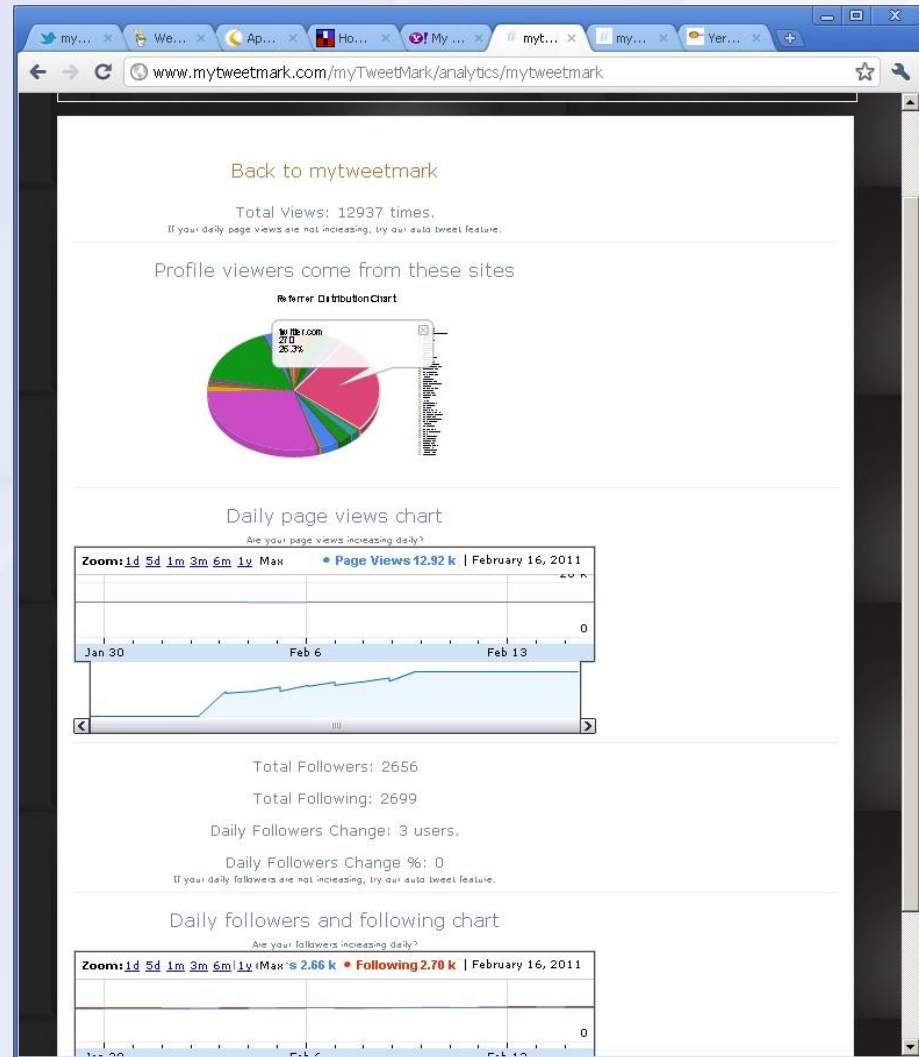 my...
We...
Ap...
Ho...
My ...
myt...
my...
Yer...
www.mytweetmark.com/myTweetMark/analytics/mytweetmark
Back to mytweetmark
Total Views: 12937 times.
If your daily page views are not increasing, try our auto tweet feature.
Profile viewers come from these sites
Referrer Distribution Chart
twitter.com
270
26.3%
Daily page views chart
Are your page views increasing daily?
Zoom: 1d 5d 1m 3m 6m 1y Max • Page Views 12.92 k | February 16, 2011
20 k
0
Jan 30 Feb 6 Feb 13
Total Followers: 2656
Total Following: 2699
Daily Followers Change: 3 users.
Daily Followers Change %: 0
If your daily followers are not increasing, try our auto tweet feature.
Daily followers and following chart
Are your followers increasing daily?
Zoom: 1d 5d 1m 3m 6m 1y Max s 2.66 k • Following 2.70 k | February 16, 2011
0